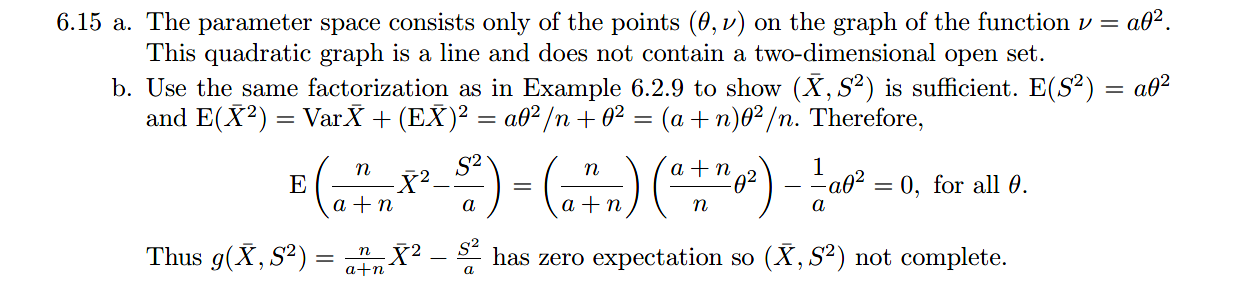 6.15 a. The parameter space consists only of the points (θ, ν) on the graph of the function ν = aθ².
This quadratic graph is a line and does not contain a two-dimensional open set.
b. Use the same factorization as in Example 6.2.9 to show (X̄, S²) is sufficient. E(S²) = aθ²
and E(X̄²) = VarX̄ + (EX̄)² = aθ²/n + θ² = (a + n)θ²/n. Therefore,
E ( n/(a + n) X̄² − S²/a ) = ( n/(a + n) ) ( (a + n)/n θ² ) − 1/a aθ² = 0, for all θ.
Thus g(X̄, S²) = n/(a+n) X̄² − S²/a has zero expectation so (X̄, S²) not complete.